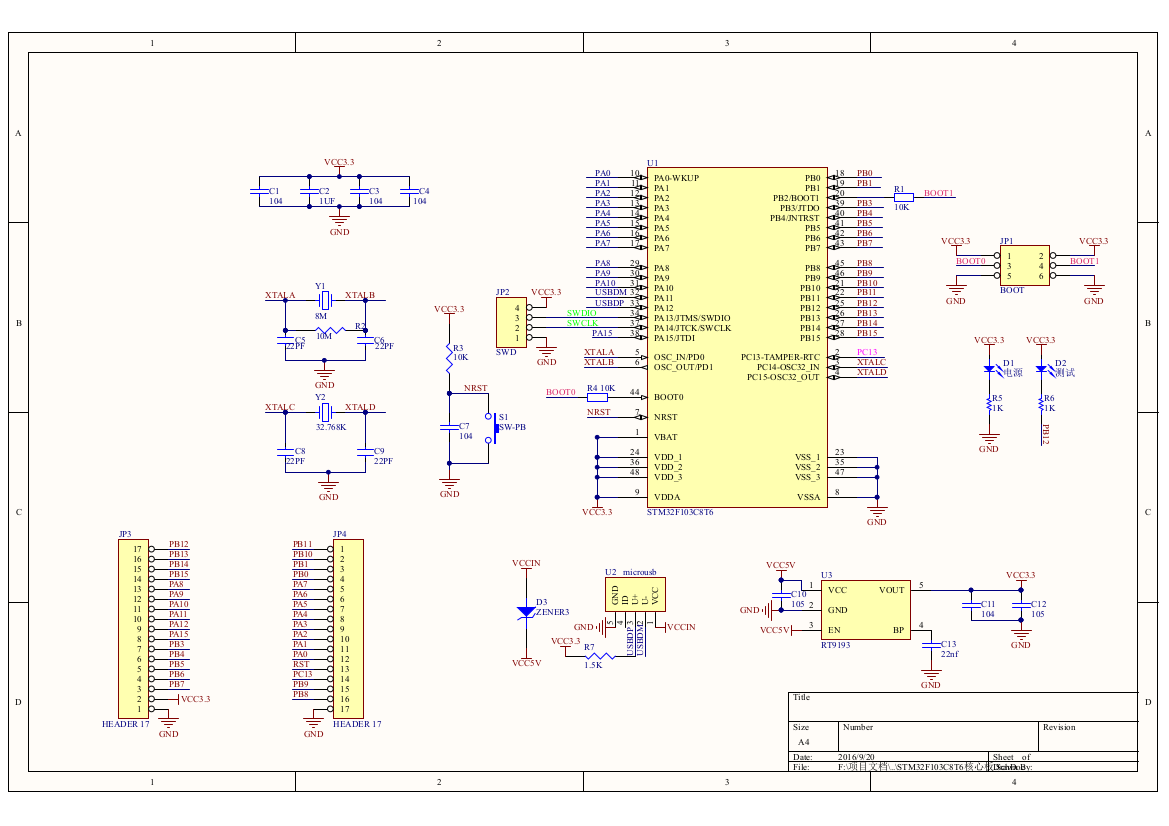 1 2 3 4
A A
VCC3.3
C1 C2 C3 C4
104 1UF 104 104
GND
XTALA Y1 XTALB
8M
R2
10M
C5 C6
22PF 22PF
GND
XTALC Y2 XTALD
32.768K
C8 C9
22PF 22PF
GND
B B
VCC3.3
R3
10K
NRST
C7
104
S1
SW-PB
GND
JP2
VCC3.3
4
3
2
1
SWD
GND
U1
PA0 10 PA0-WKUP PB0 18 PB0
PA1 11 PA1 PB1 19 PB1
PA2 12 PA2 PB2/BOOT1 20
PA3 13 PA3 PB3/JTDO 39 PB3
PA4 14 PA4 PB4/JNTRST 40 PB4
PA5 15 PA5 PB5 41 PB5
PA6 16 PA6 PB6 42 PB6
PA7 17 PA7 PB7 43 PB7
PA8 29 PA8 PB8 45 PB8
PA9 30 PA9 PB9 46 PB9
PA10 31 PA10 PB10 21 PB10
USBDM 32 PA11 PB11 22 PB11
USBDP 33 PA12 PB12 25 PB12
SWDIO 34 PA13/JTMS/SWDIO PB13 26 PB13
SWCLK 37 PA14/JTCK/SWCLK PB14 27 PB14
PA15 38 PA15/JTDI PB15 28 PB15
XTALA 5 OSC_IN/PD0 PC13-TAMPER-RTC 2 PC13
XTALB 6 OSC_OUT/PD1 PC14-OSC32_IN 3 XTALC
PC15-OSC32_OUT 4 XTALD
BOOT0 R4 10K 44 BOOT0
NRST 7 NRST
1 VBAT
24 VDD_1 VSS_1 23
36 VDD_2 VSS_2 35
48 VDD_3 VSS_3 47
9 VDDA VSSA 8
VCC3.3 STM32F103C8T6 GND
R1 BOOT1
10K
JP1
VCC3.3 VCC3.3
1 2
BOOT0 3 4 BOOT1
5 6
GND BOOT GND
VCC3.3 VCC3.3
D1 D2
电源 测试
R5 R6
1K 1K
GND PB12
C C
JP3
17 PB12
16 PB13
15 PB14
14 PB15
13 PA8
12 PA9
11 PA10
10 PA11
9 PA12
8 PA15
7 PB3
6 PB4
5 PB5
4 PB6
3 PB7
2 VCC3.3
1
HEADER 17
GND
JP4
PB11 1
PB10 2
PB1 3
PB0 4
PA7 5
PA6 6
PA5 7
PA4 8
PA3 9
PA2 10
PA1 11
PA0 12
RST 13
PC13 14
PB9 15
PB8 16
17
HEADER 17
GND
VCCIN
D3
ZENER3
VCC5V
U2 microusb
GND ID U+ U- VCC
5 4 3 2 1
GND USBDP USBDM VCCIN
VCC3.3
R7
1.5K
VCC5V
U3
1 VCC VOUT 5
2 GND
3 EN BP 4
RT9193
C10
105
GND
VCC5V
VCC3.3
C11 C12
104 105
GND
C13
22nf
GND
D D
Title
Size Number Revision
A4
Date: 2016/9/20 Sheet of
File: F:\项目文档\..\STM32F103C8T6核心 By:
1 2 3 4